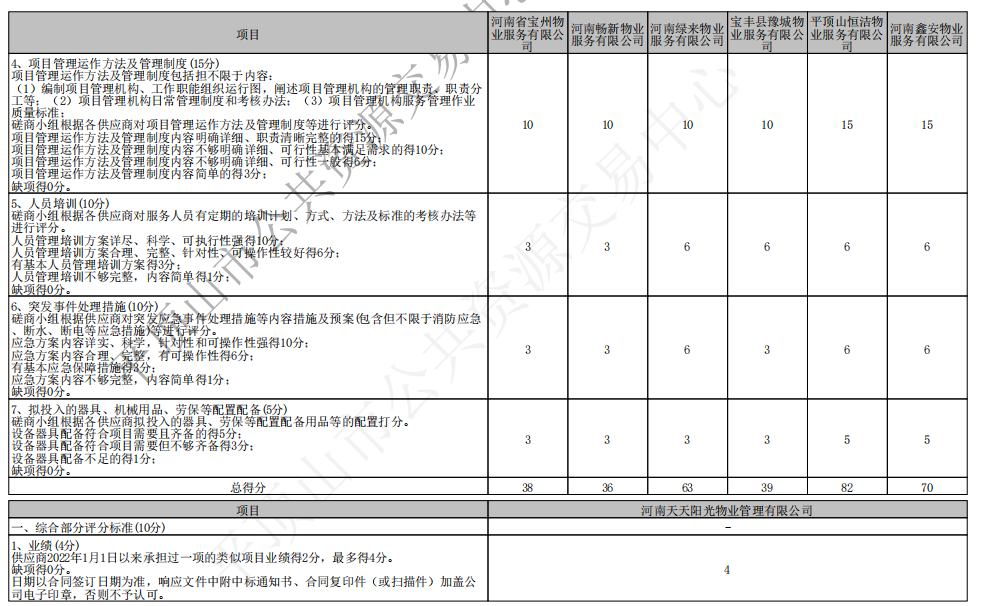 项目
河南省宝州物业服务有限公司
河南畅新物业服务有限公司
河南绿来物业服务有限公司
宝丰县豫城物业服务有限公司
平顶山恒洁物业服务有限公司
河南鑫安物业服务有限公司
4、项目管理运作方法及管理制度(15分)
项目管理运作方法及管理制度包括担不限于内容:
(1)编制项目管理机构、工作职能组织运行图,阐述项目管理机构的管理职责、职责分
工等;(2)项目管理机构日常管理制度和考核办法;(3)项目管理机构服务管理作业
质量标准;
磋商小组根据各供应商对项目管理运作方法及管理制度等进行评分。
项目管理运作方法及管理制度内容明确详细、职责清晰完整的得15分;
项目管理运作方法及管理制度内容不够明确详细、可行性基本满足需求的得10分;
项目管理运作方法及管理制度内容不够明确详细、可行性一般得6分;
项目管理运作方法及管理制度内容简单的得3分;
缺项得0分。
10 10 10 10 15 15
5、人员培训(10分)
磋商小组根据各供应商对服务人员有定期的培训计划、方式、方法及标准的考核办法等
进行评分。
人员管理培训方案详尽、科学、可执行性强得10分;
人员管理培训方案合理、完整、针对性、可操作性较好得6分;
有基本人员管理培训方案得3分;
人员管理培训不够完整,内容简单得1分;
缺项得0分。
3 3 6 6 6 6
6、突发事件处理措施(10分)
磋商小组根据供应商对突发应急事件处理措施等内容措施及预案(包含但不限于消防应急
、断水、断电等应急措施)等进行评分。
应急方案内容详实、科学,针对性和可操作性强得10分;
应急方案内容合理、完整,有可操作性得6分;
有基本应急保障措施得3分;
应急方案内容不够完整,内容简单得1分;
缺项得0分。
3 3 6 3 6 6
7、拟投入的器具、机械用品、劳保等配置配备(5分)
磋商小组根据各供应商拟投入的器具、劳保等配置配备用品等的配置打分。
设备器具配备符合项目需要且齐备的得5分;
设备器具配备符合项目需要但不够齐备得3分;
设备器具配备不足的得1分;
缺项得0分。
3 3 3 3 5 5
总得分 38 36 63 39 82 70
项目 河南天天阳光物业管理有限公司
一、综合部分评分标准(10分) -
1、业绩(4分)
供应商2022年1月1日以来承担过一项的类似项目业绩得2分,最多得4分。
缺项得0分。
日期以合同签订日期为准,响应文件中附中标通知书、合同复印件(或扫描件)加盖公
司电子印章,否则不予认可。
4
平顶山市公共资源交易中心
平顶山市公共资源交易中心